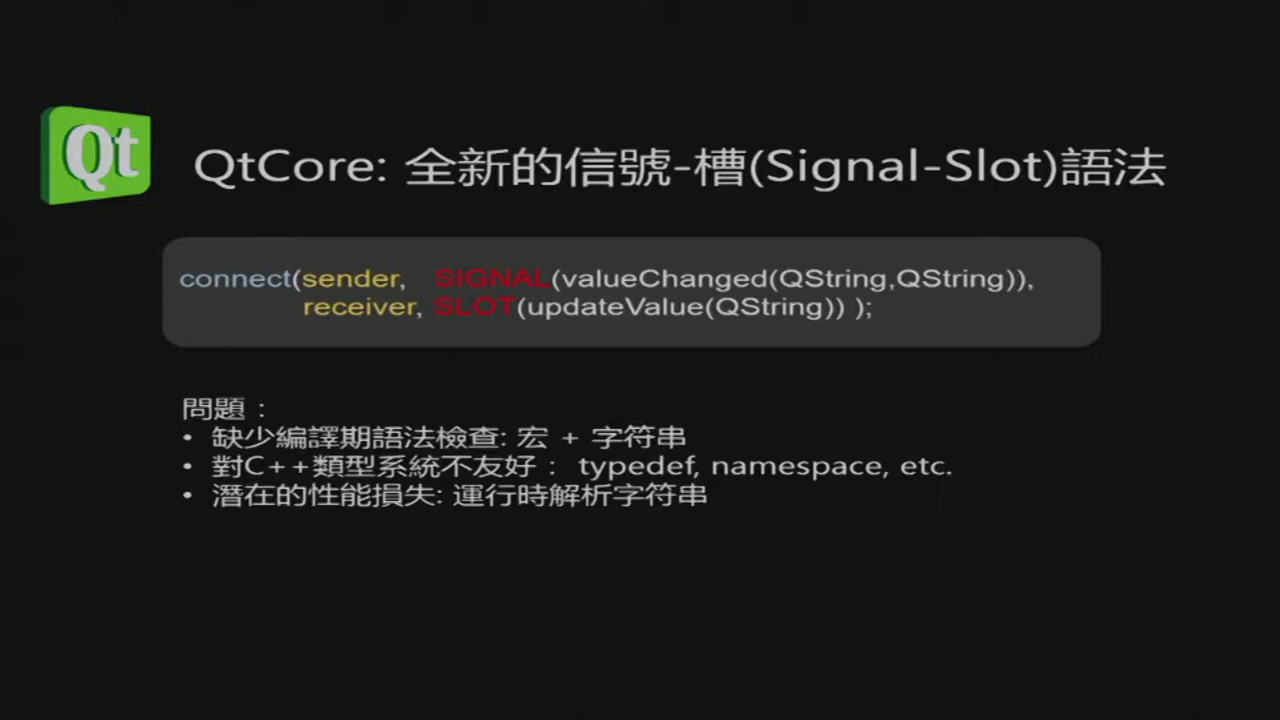 Qt
QtCore: 全新的信號-槽(Signal-Slot)語法
connect(sender, SIGNAL(valueChanged(QString,QString)),
receiver, SLOT(updateValue(QString)) );
問題：
• 缺少編譯期語法檢查: 宏 + 字符串
• 對C++類型系統不友好： typedef, namespace, etc.
• 潛在的性能損失: 運行時解析字符串